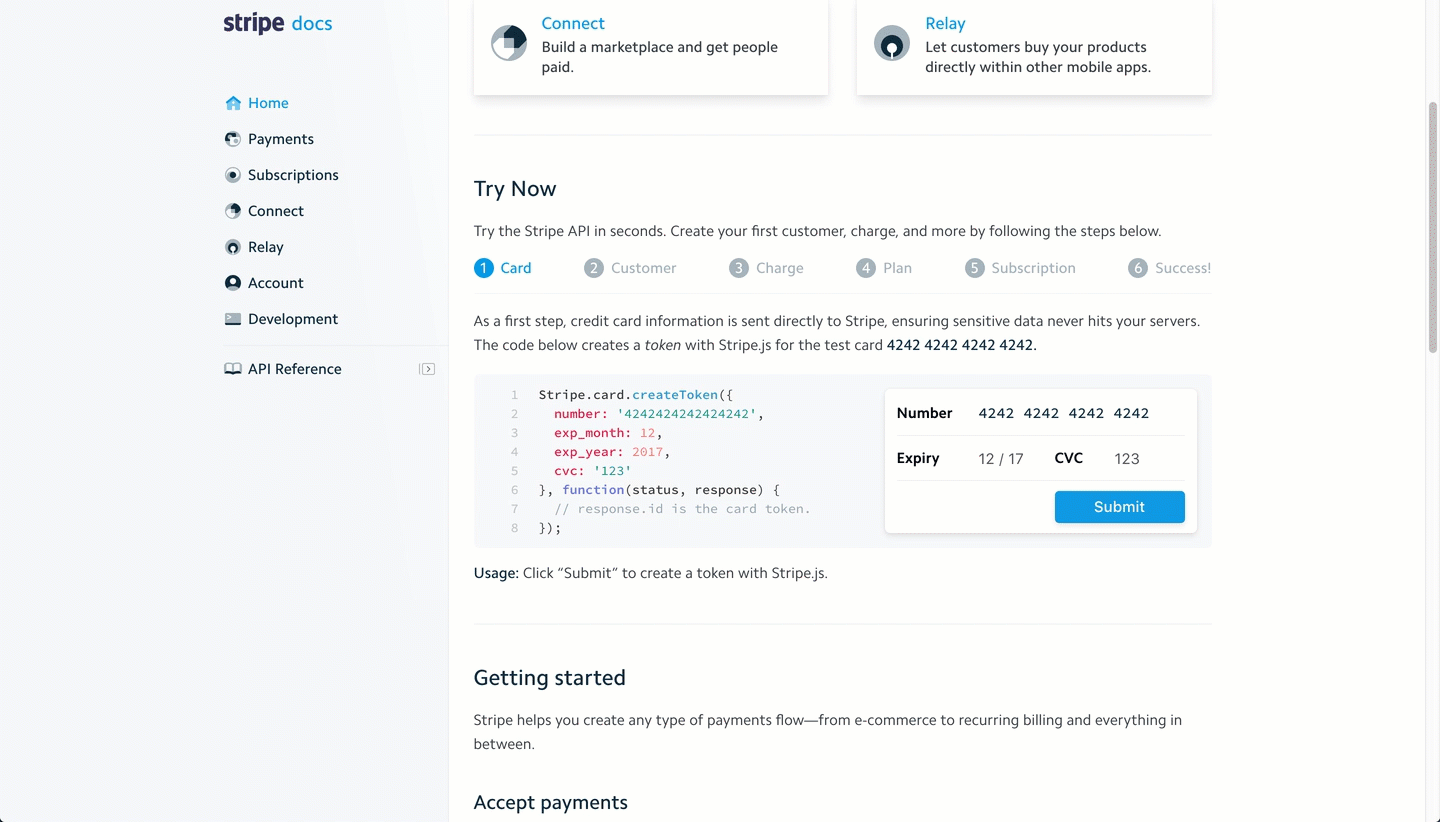 stripe docs
Home
Payments
Subscriptions
Connect
Relay
Account
Development
API Reference
Connect
Build a marketplace and get people
paid.
Relay
Let customers buy your products
directly within other mobile apps.
Try Now
Try the Stripe API in seconds. Create your first customer, charge, and more by following the steps below.
1 Card 2 Customer 3 Charge 4 Plan 5 Subscription 6 Success!
As a first step, credit card information is sent directly to Stripe, ensuring sensitive data never hits your servers.
The code below creates a token with Stripe.js for the test card 4242 4242 4242 4242.
1 Stripe.card.createToken({
2 number: '4242424242424242',
3 exp_month: 12,
4 exp_year: 2017,
5 cvc: '123'
6 }, function(status, response) {
7 // response.id is the card token.
8 });
Number 4242 4242 4242 4242
Expiry 12 / 17 CVC 123
Submit
Usage: Click “Submit” to create a token with Stripe.js.
Getting started
Stripe helps you create any type of payments flow—from e-commerce to recurring billing and everything in
between.
Accept payments